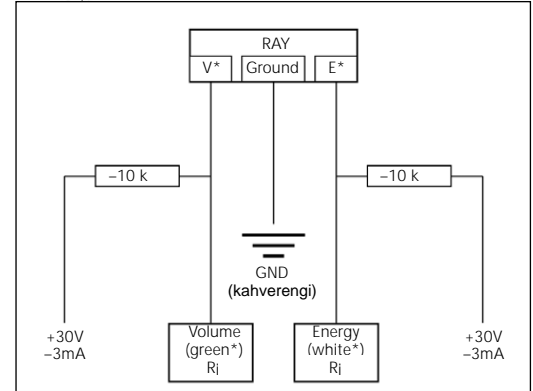 RAY
V* Ground E*
–10 k –10 k
GND
(kahverengi)
+30V
–3mA
Volume
(green*)
Ri
Energy
(white*)
Ri
+30V
–3mA